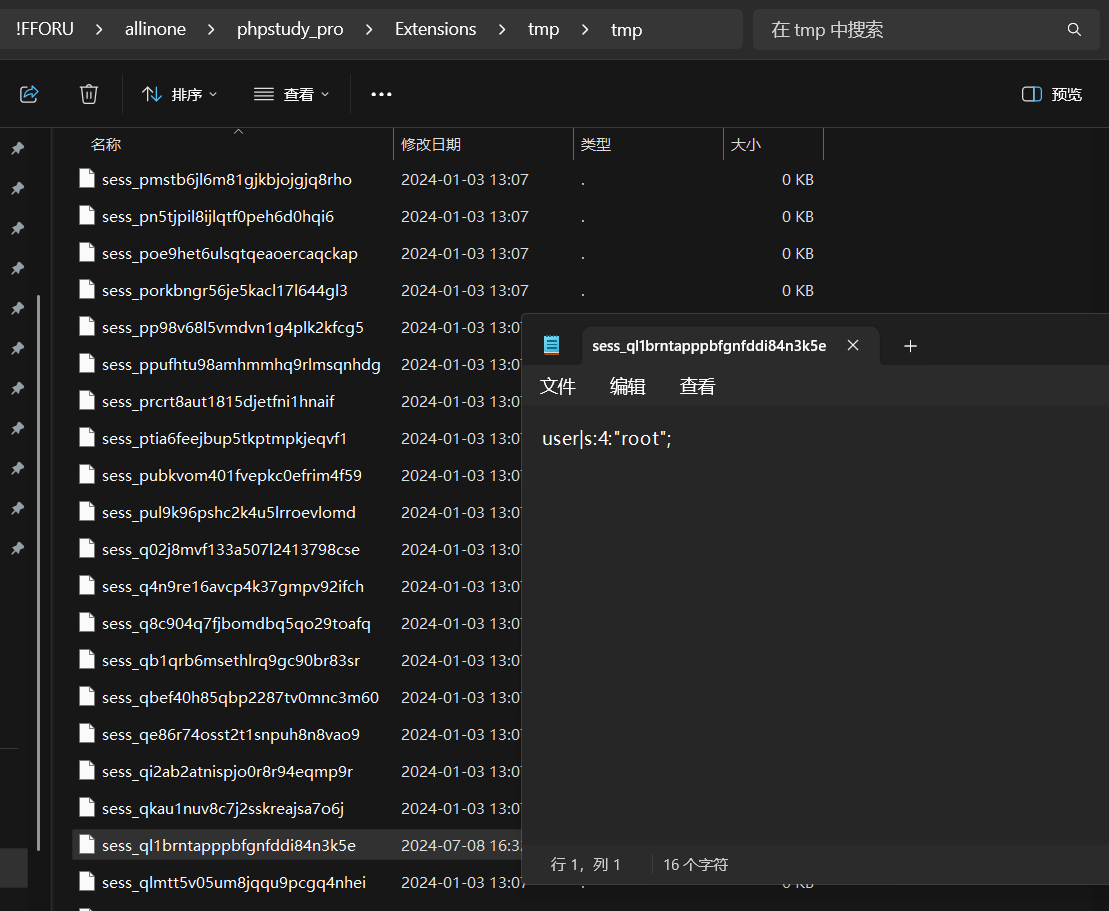 !FFORU > allinone > phpstudy_pro > Extensions > tmp > tmp
在 tmp 中搜索
排序 查看 ••• 预览
名称 修改日期 类型 大小
sess_pmstb6jl6m81gjkbjojgjq8rho 2024-01-03 13:07 . 0 KB
sess_pn5tjpil8ijlqtf0peh6d0hqi6 2024-01-03 13:07 . 0 KB
sess_poe9het6ulsqtqeaoercaqckap 2024-01-03 13:07 . 0 KB
sess_porkbngr56je5kacl17l644gl3 2024-01-03 13:07 . 0 KB
sess_pp98v68l5vmdvn1g4plk2kfcg5 2024-01-03 13:07
sess_ppufhtu98amhmmhq9rlmsqnhdg 2024-01-03 13:07
sess_prcrt8aut1815djetfni1hnaif 2024-01-03 13:07
sess_ptia6feejbup5tkptmpkjeqvf1 2024-01-03 13:07
sess_pubkvom401fvepkc0efrim4f59 2024-01-03 13:07
sess_pul9k96pshc2k4u5lrroevlomd 2024-01-03 13:07
sess_q02j8mvf133a507l2413798cse 2024-01-03 13:07
sess_q4n9re16avcp4k37gmpv92ifch 2024-01-03 13:07
sess_q8c904q7fjbomdbq5qo29toafq 2024-01-03 13:07
sess_qb1qrb6msethlrq9gc90br83sr 2024-01-03 13:07
sess_qbef40h85qbp2287tv0mnc3m60 2024-01-03 13:07
sess_qe86r74osst2t1snpuh8n8vao9 2024-01-03 13:07
sess_qi2ab2atnispjo0r8r94eqmp9r 2024-01-03 13:07
sess_qkau1nuv8c7j2sskreajsa7o6j 2024-01-03 13:07
sess_ql1brntapppbfgnfddi84n3k5e 2024-07-08 16:3
sess_qlmtt5v05um8jqqu9pcgq4nhei 2024-01-03 13:07 0 KB
sess_ql1brntapppbfgnfddi84n3k5e
文件 编辑 查看
user|s:4:"root";
行 1，列 1 16 个字符